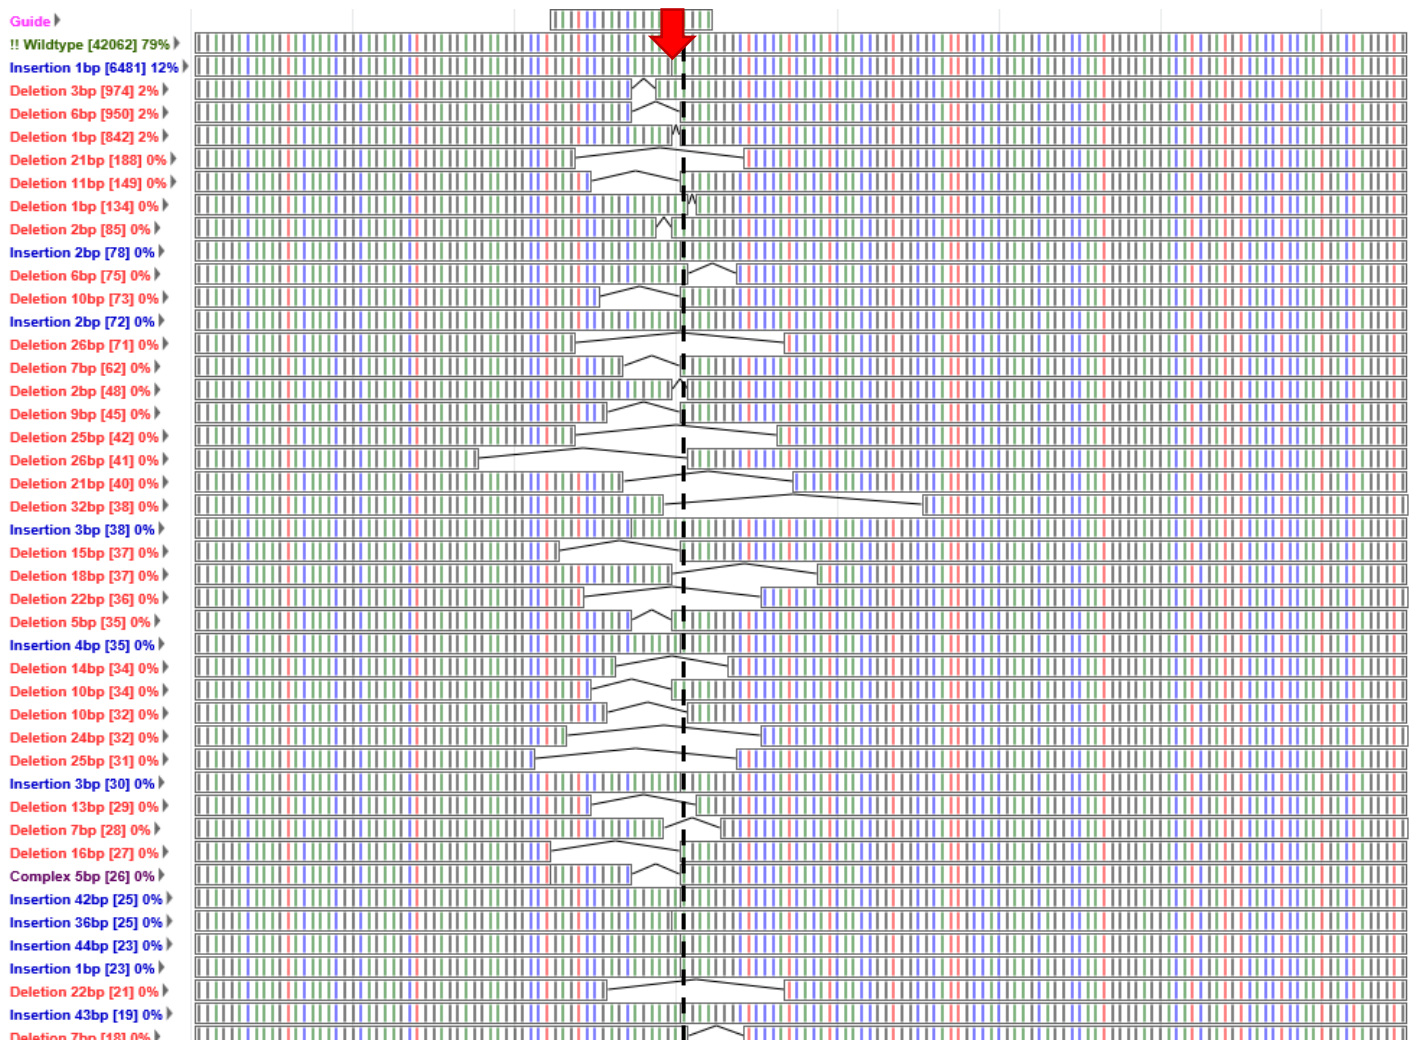 Guide
!! Wildtype [42062] 79%
Insertion 1bp [6481] 12%
Deletion 3bp [974] 2%
Deletion 6bp [950] 2%
Deletion 1bp [842] 2%
Deletion 21bp [188] 0%
Deletion 11bp [149] 0%
Deletion 1bp [134] 0%
Deletion 2bp [85] 0%
Insertion 2bp [78] 0%
Deletion 6bp [75] 0%
Deletion 10bp [73] 0%
Insertion 2bp [72] 0%
Deletion 26bp [71] 0%
Deletion 7bp [62] 0%
Deletion 2bp [48] 0%
Deletion 9bp [45] 0%
Deletion 25bp [42] 0%
Deletion 26bp [41] 0%
Deletion 21bp [40] 0%
Deletion 32bp [38] 0%
Insertion 3bp [38] 0%
Deletion 15bp [37] 0%
Deletion 18bp [37] 0%
Deletion 22bp [36] 0%
Deletion 5bp [35] 0%
Insertion 4bp [35] 0%
Deletion 14bp [34] 0%
Deletion 10bp [34] 0%
Deletion 10bp [32] 0%
Deletion 24bp [32] 0%
Deletion 25bp [31] 0%
Insertion 3bp [30] 0%
Deletion 13bp [29] 0%
Deletion 7bp [28] 0%
Deletion 16bp [27] 0%
Complex 5bp [26] 0%
Insertion 42bp [25] 0%
Insertion 36bp [25] 0%
Insertion 44bp [23] 0%
Insertion 1bp [23] 0%
Deletion 22bp [21] 0%
Insertion 43bp [19] 0%
Deletion 7bp [18] 0%